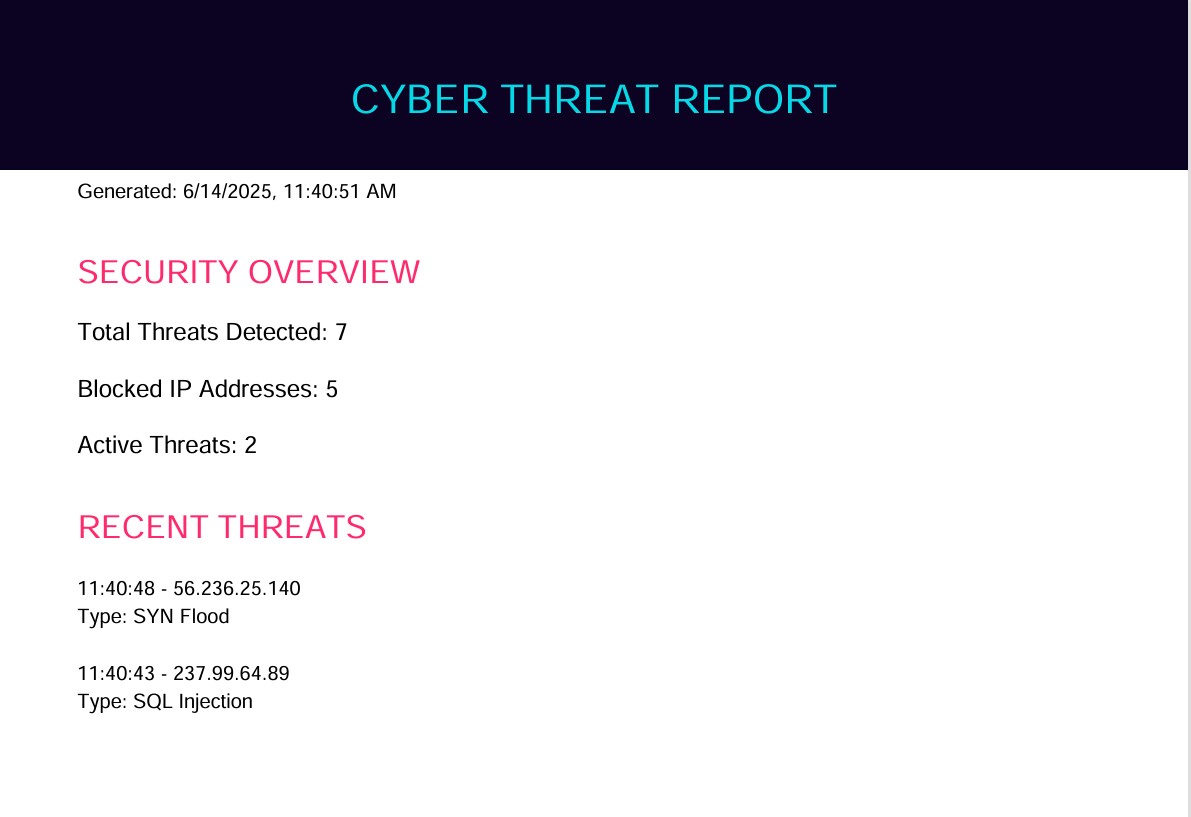 CYBER THREAT REPORT
Generated: 6/14/2025, 11:40:51 AM
SECURITY OVERVIEW
Total Threats Detected: 7
Blocked IP Addresses: 5
Active Threats: 2
RECENT THREATS
11:40:48 - 56.236.25.140
Type: SYN Flood
11:40:43 - 237.99.64.89
Type: SQL Injection